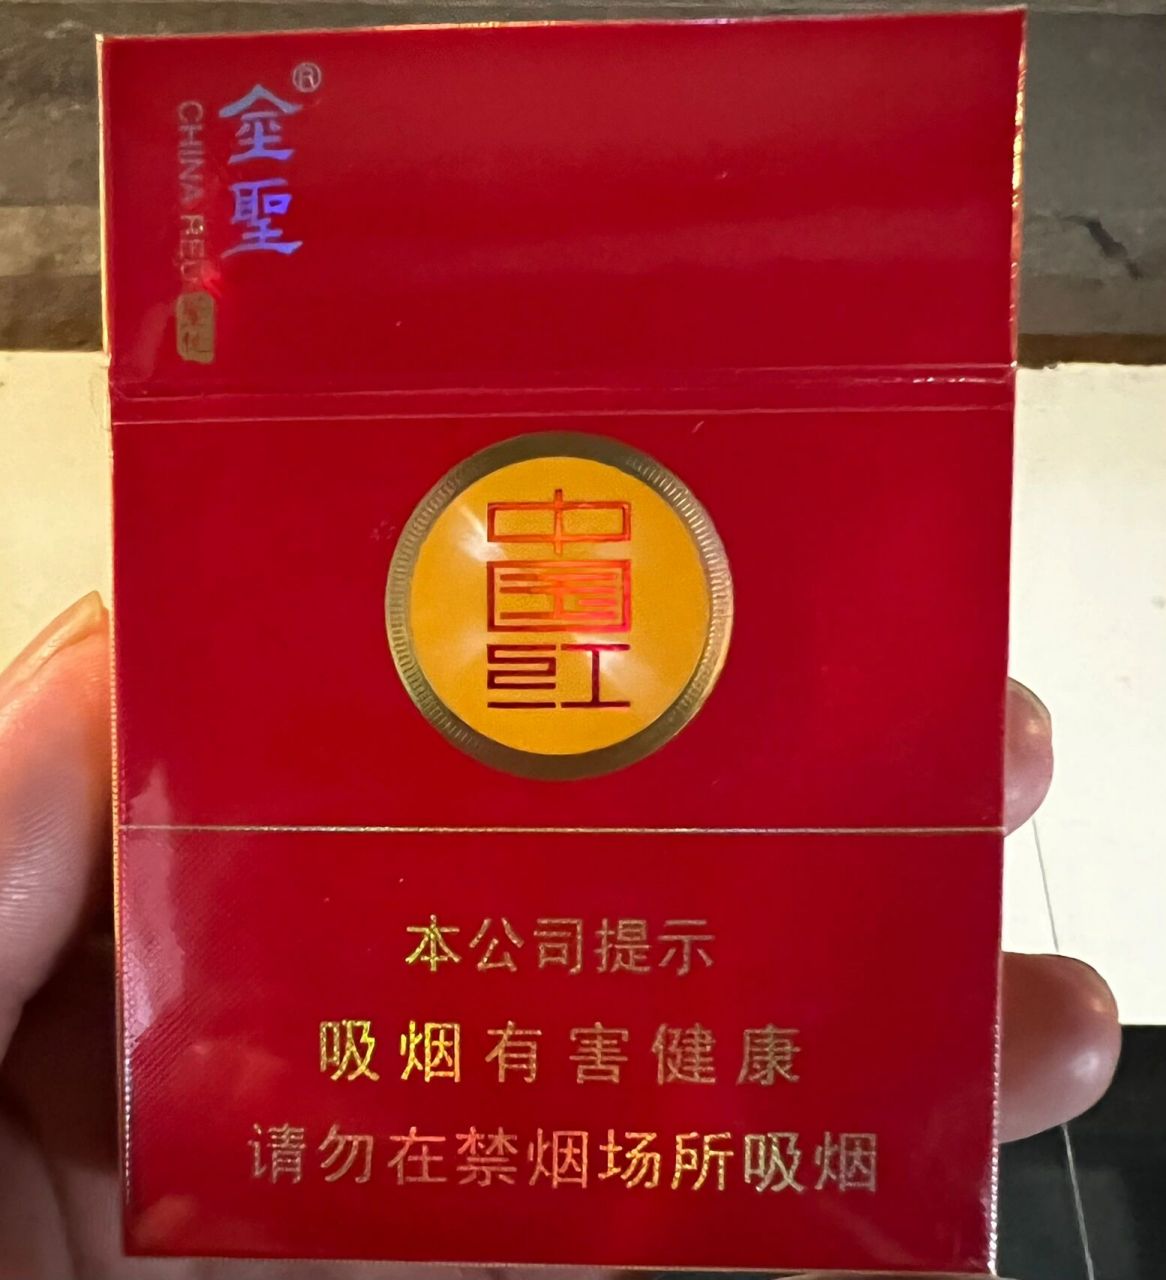 金聖®
CHINA RED
中国红
本公司提示
吸烟有害健康
请勿在禁烟场所吸烟